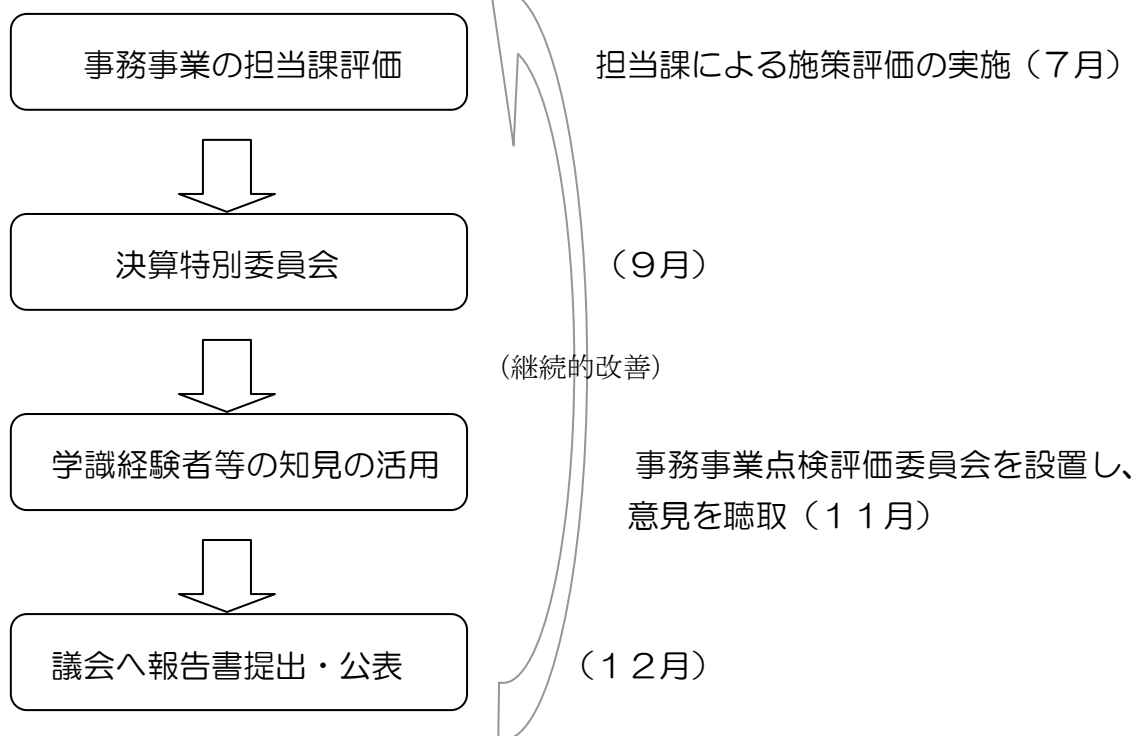 事務事業の担当課評価
担当課による施策評価の実施（７月）
決算特別委員会
（９月）
（継続的改善）
学識経験者等の知見の活用
事務事業点検評価委員会を設置し、
意見を聴取（１１月）
議会へ報告書提出・公表
（１２月）